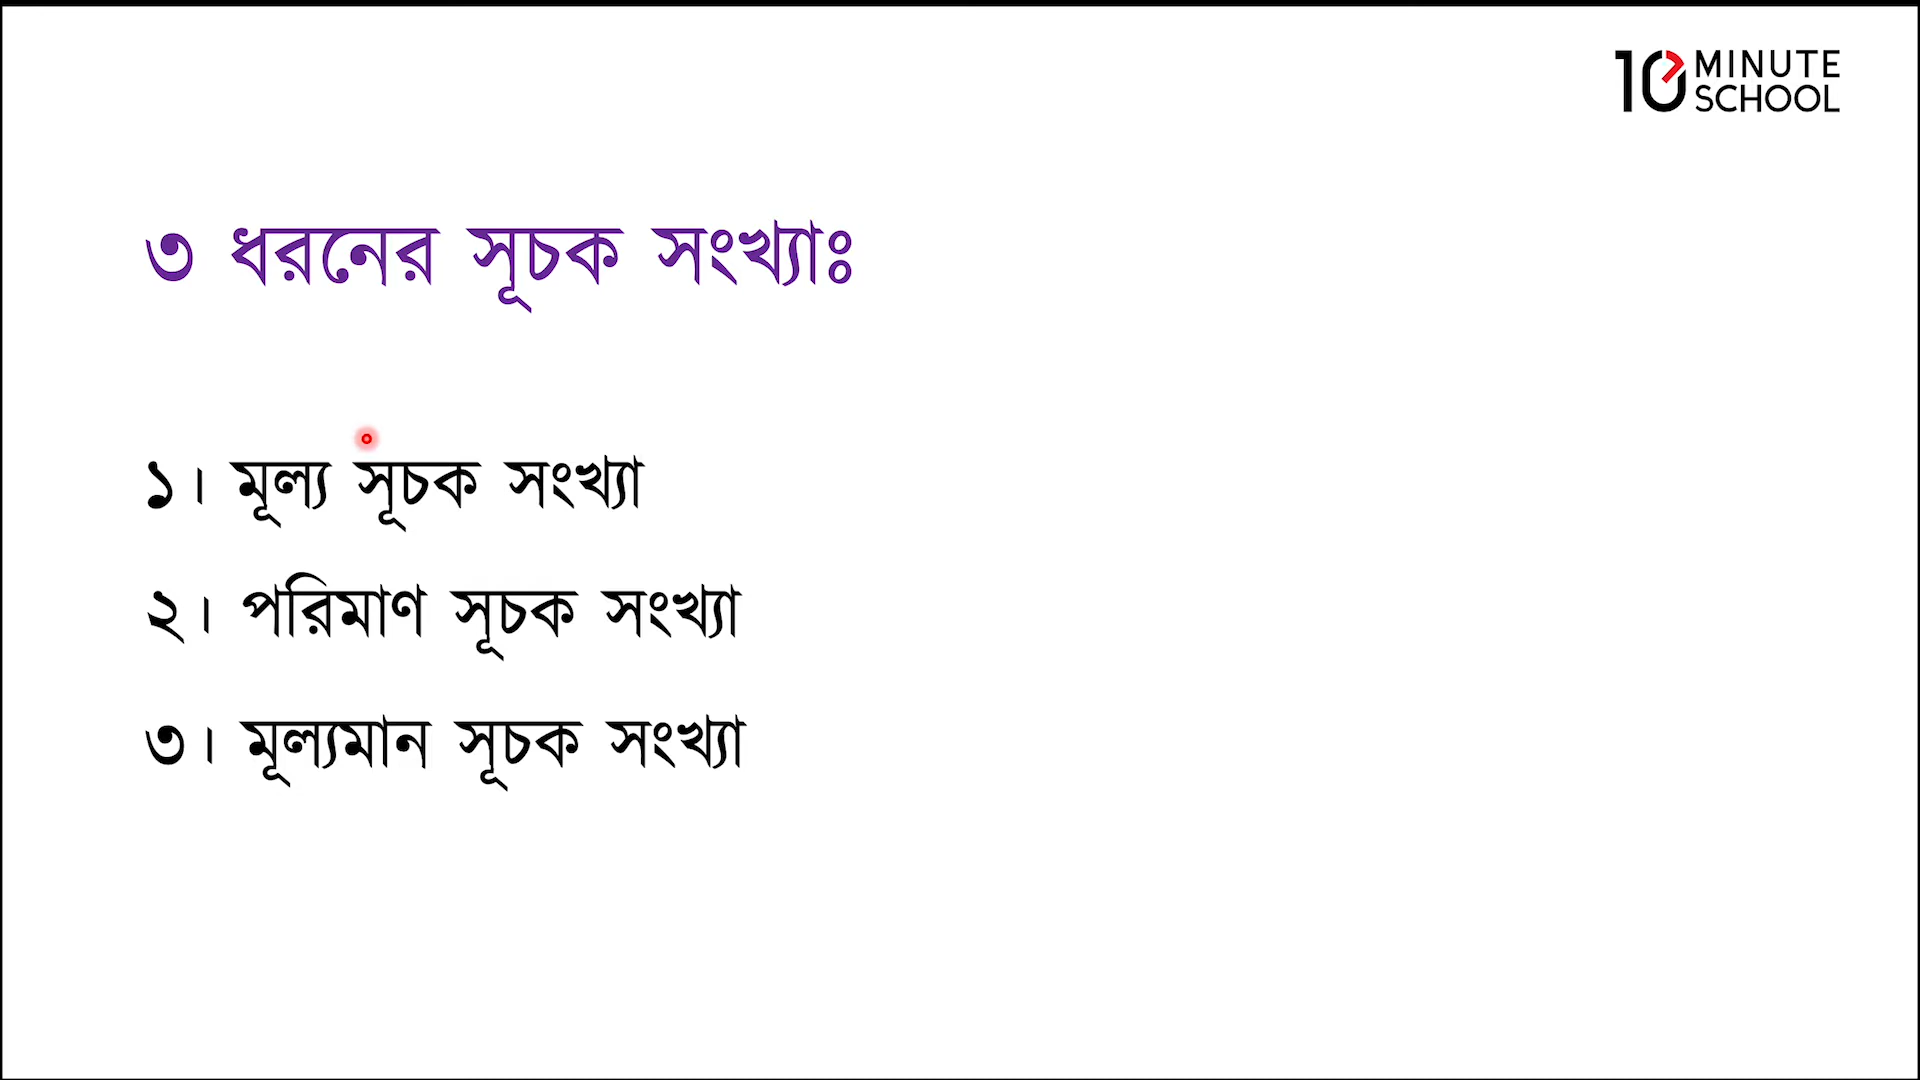 10 MINUTE
SCHOOL
৩ ধরনের সূচক সংখ্যাঃ
১। মূল্য সূচক সংখ্যা
২। পরিমাণ সূচক সংখ্যা
৩। মূল্যমান সূচক সংখ্যা